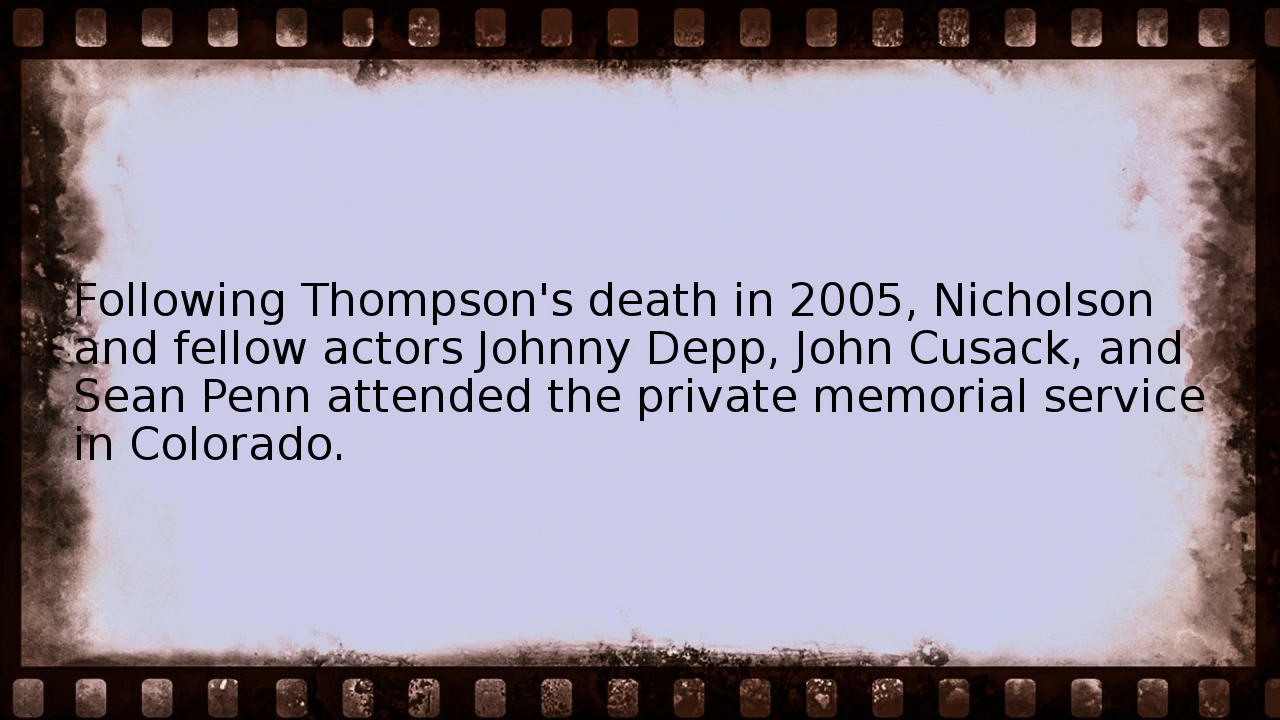 Following Thompson's death in 2005, Nicholson
and fellow actors Johnny Depp, John Cusack, and
Sean Penn attended the private memorial service
in Colorado.